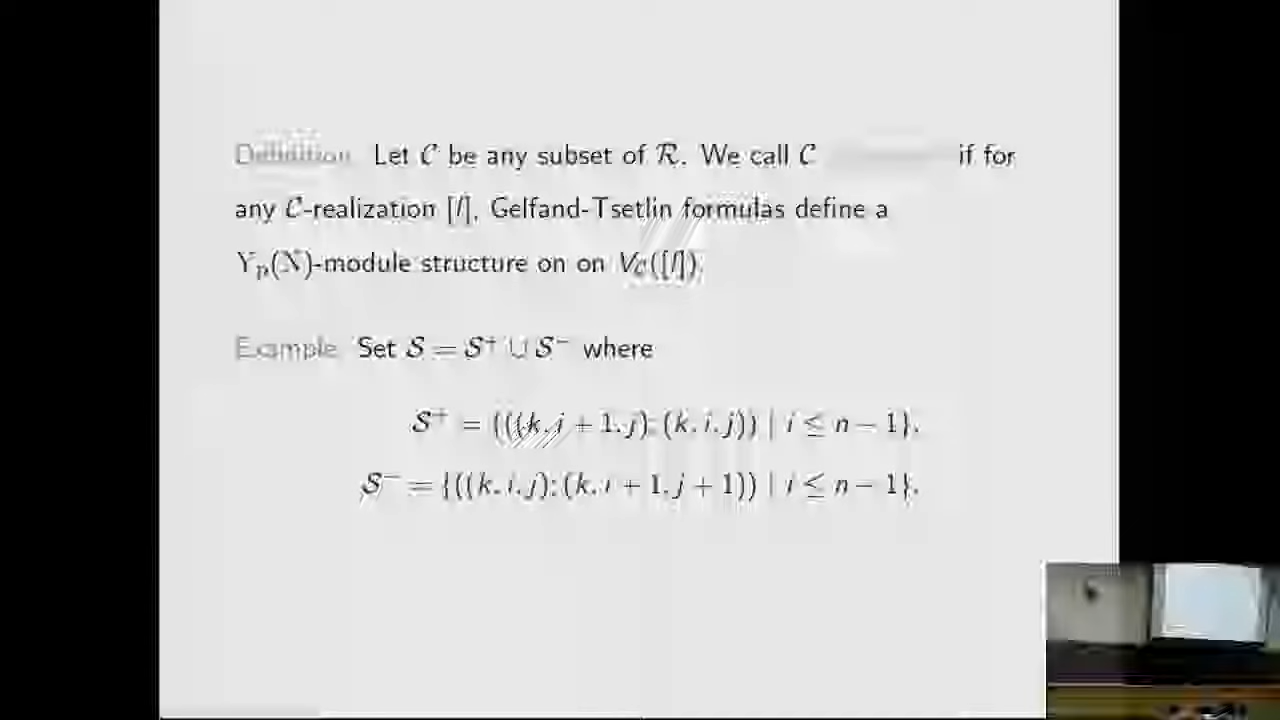 Definition. Let 𝒞 be any subset of ℛ. We call 𝒞 if for
any 𝒞-realization [l], Gelfand-Tsetlin formulas define a
Yₚ(N)-module structure on on V_𝒞([l]).
Example. Set 𝒮 = 𝒮⁺ ∪ 𝒮⁻ where
𝒮⁺ = {((k, i + 1, j); (k, i, j)) | i ≤ n − 1},
𝒮⁻ = {((k, i, j); (k, i + 1, j + 1)) | i ≤ n − 1}.